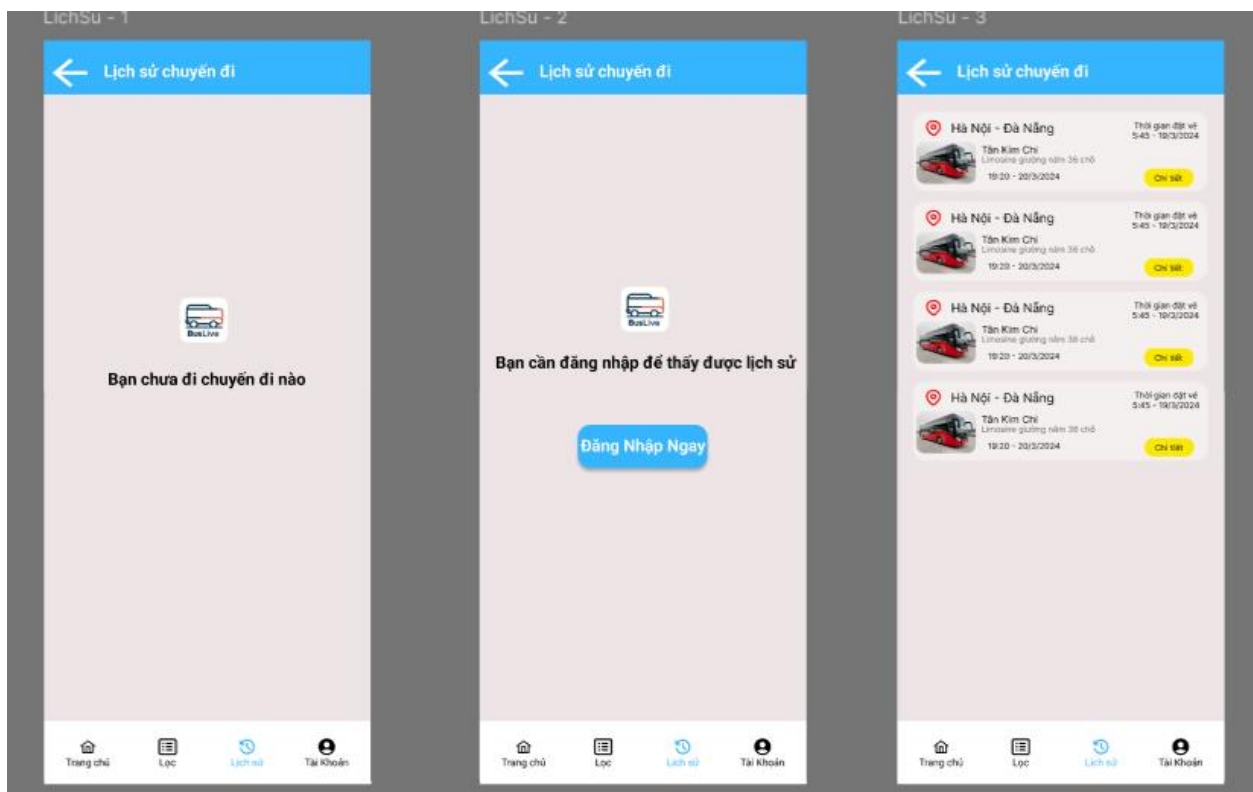 LichSu - 1
Lịch sử chuyến đi
BusLive
Bạn chưa đi chuyến đi nào
Trang chủ
Lọc
Lịch sử
Tài Khoản
LichSu - 2
Lịch sử chuyến đi
BusLive
Bạn cần đăng nhập để thấy được lịch sử
Đăng Nhập Ngay
Trang chủ
Lọc
Lịch sử
Tài Khoản
LichSu - 3
Lịch sử chuyến đi
Hà Nội - Đà Nẵng
Thời gian đặt vé
5:45 - 19/3/2024
Tân Kim Chi
Limosine giường nằm 36 chỗ
19:20 - 20/3/2024
Chi tiết
Hà Nội - Đà Nẵng
Thời gian đặt vé
5:45 - 19/3/2024
Tân Kim Chi
Limosine giường nằm 36 chỗ
19:20 - 20/3/2024
Chi tiết
Hà Nội - Đà Nẵng
Thời gian đặt vé
5:45 - 19/3/2024
Tân Kim Chi
Limosine giường nằm 36 chỗ
19:20 - 20/3/2024
Chi tiết
Hà Nội - Đà Nẵng
Thời gian đặt vé
5:45 - 19/3/2024
Tân Kim Chi
Limosine giường nằm 36 chỗ
19:20 - 20/3/2024
Chi tiết
Trang chủ
Lọc
Lịch sử
Tài Khoản